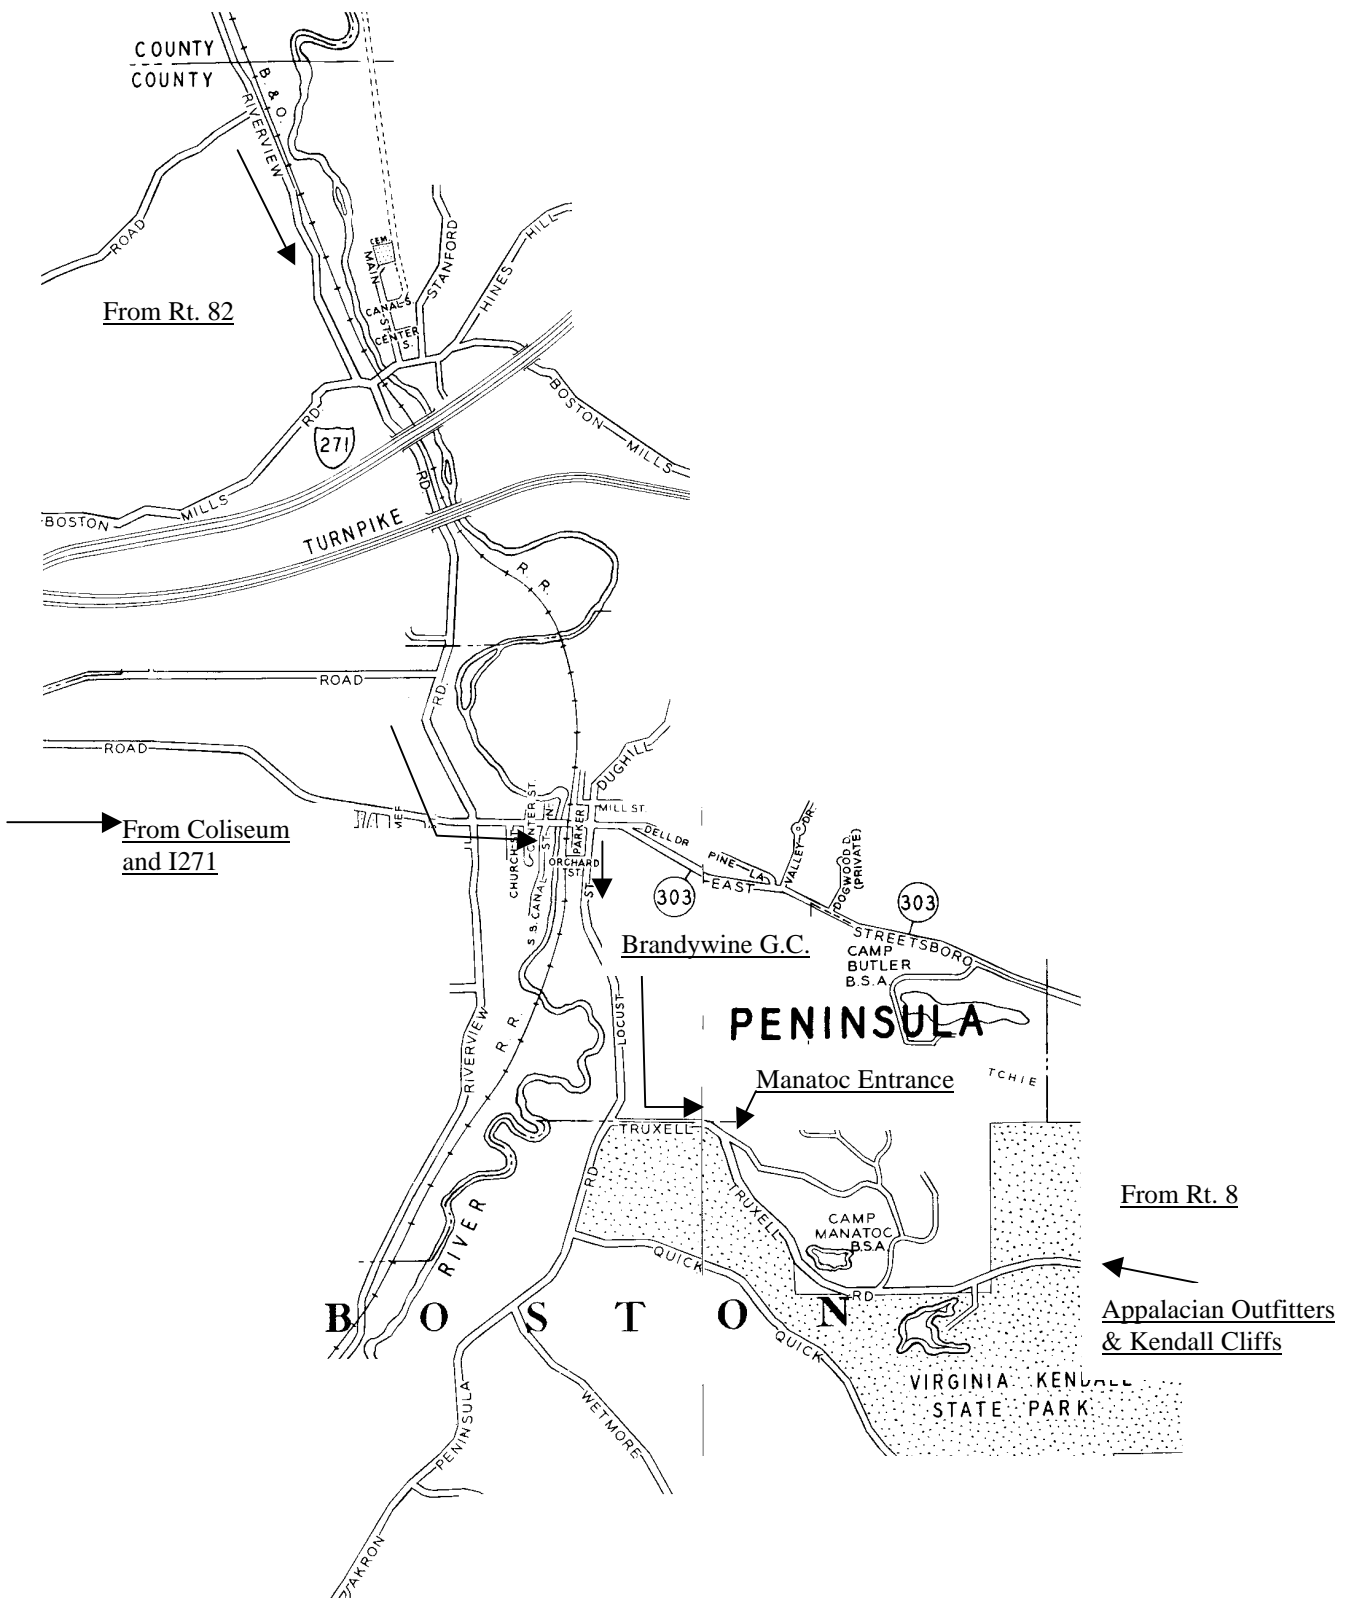 COUNTY
COUNTY
B. & O.
RIVERVIEW
ROAD
CEM.
MAIN
ST
CANAL S.
CENTER
S.
STANFORD
HINES
HILL
From Rt. 82
RD.
271
BOSTON
MILLS
RD
BOSTON
MILLS
TURNPIKE
R. R.
ROAD
RD.
ROAD
DUGHILL
MILL ST.
CENTER ST.
CHURCH ST.
PARKER
ORCHARD
ST.
ST.
S. B. CANAL ST.
DELL DR
PINE LA.
VALLEY DR.
DOGWOOD D.
(PRIVATE)
EAST
303
303
STREETSBORO
From Coliseum
and I271
Brandywine G.C.
CAMP
BUTLER
B.S.A
PENINSULA
LOCUST
RIVERVIEW
R. R.
TCHIE
Manatoc Entrance
TRUXELL
RD
TRUXELL
CAMP
MANATOC
B.S.A
From Rt. 8
RIVER
QUICK
RD
BOSTON
QUICK
Appalacian Outfitters
& Kendall Cliffs
VIRGINIA KENDALL
STATE PARK
WETMORE
PENINSULA
AKRON